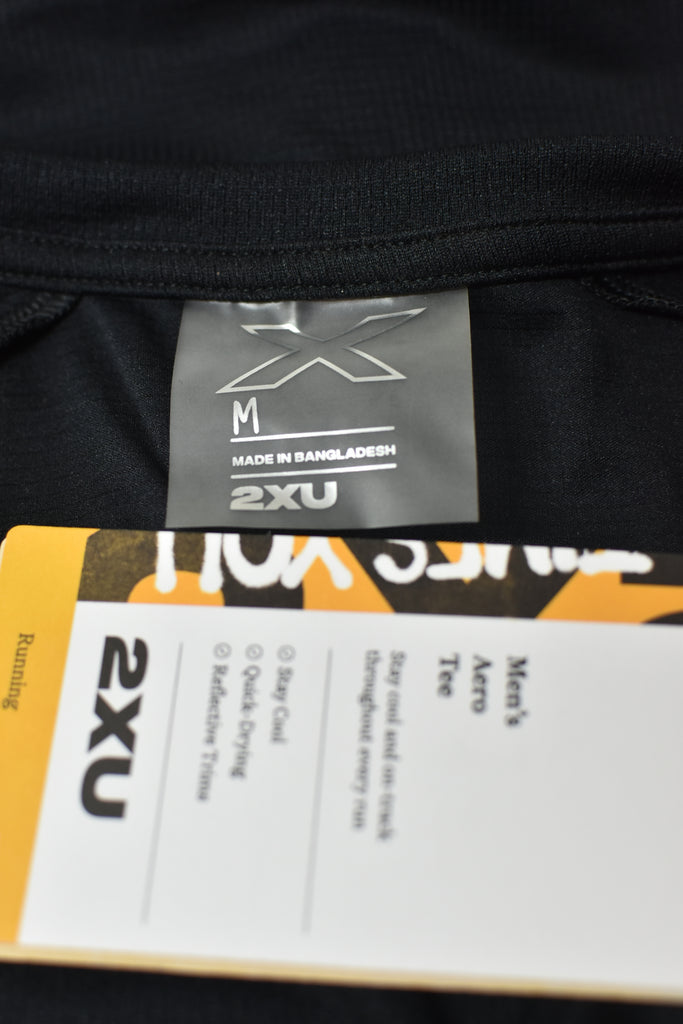 M
MADE IN BANGLADESH
2XU
Men's
Aero
Tee
Stay cool and on-track
throughout every run
Stay Cool
Quick-Drying
Reflective Trims
2XU
Running